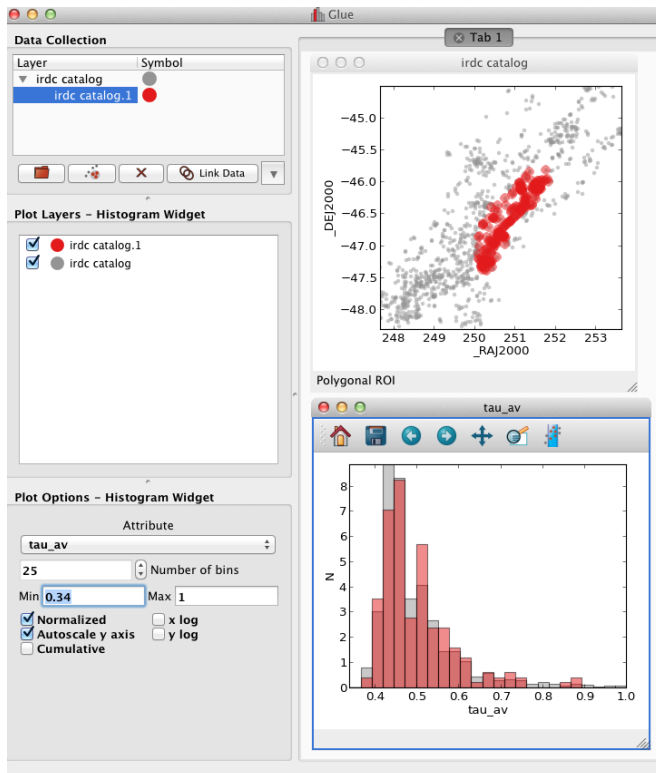 Glue
Data Collection
Layer Symbol
irdc catalog
irdc catalog.1
Link Data
Plot Layers – Histogram Widget
irdc catalog.1
irdc catalog
Plot Options – Histogram Widget
Attribute
tau_av
25 Number of bins
Min 0.34 Max 1
Normalized x log
Autoscale y axis y log
Cumulative
Tab 1
irdc catalog
−45.0
−45.5
−46.0
−46.5
−47.0
−47.5
−48.0
_DEJ2000
248 249 250 251 252 253
_RAJ2000
Polygonal ROI
tau_av
8
7
6
5
4
3
2
1
0
N
0.4 0.5 0.6 0.7 0.8 0.9 1.0
tau_av